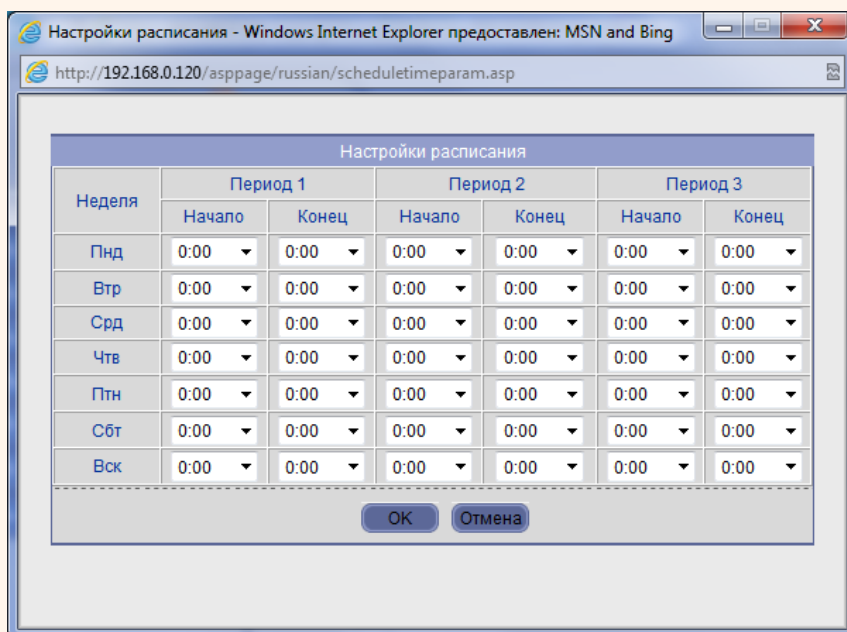 Настройки расписания - Windows Internet Explorer предоставлен: MSN and Bing
http://192.168.0.120/asppage/russian/scheduletimeparam.asp
Настройки расписания
Неделя Период 1 Период 2 Период 3
Начало Конец Начало Конец Начало Конец
Пнд 0:00 0:00 0:00 0:00 0:00 0:00
Втр 0:00 0:00 0:00 0:00 0:00 0:00
Срд 0:00 0:00 0:00 0:00 0:00 0:00
Чтв 0:00 0:00 0:00 0:00 0:00 0:00
Птн 0:00 0:00 0:00 0:00 0:00 0:00
Сбт 0:00 0:00 0:00 0:00 0:00 0:00
Вск 0:00 0:00 0:00 0:00 0:00 0:00
OK Отмена